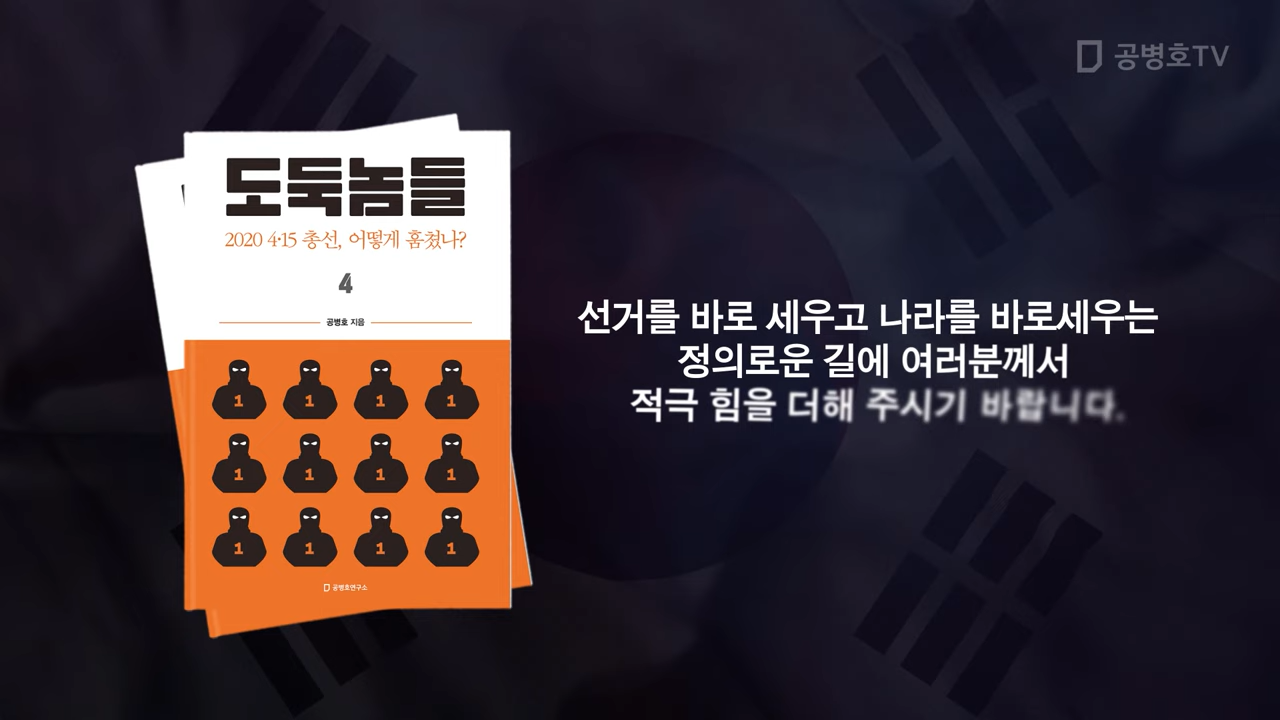 공병호TV
도둑놈들
2020 4·15 총선, 어떻게 훔쳤나?
4
공병호 지음
1 1 1 1
1 1 1 1
1 1 1 1
공병호연구소
선거를 바로 세우고 나라를 바로세우는
정의로운 길에 여러분께서
적극 힘을 더해 주시기 바랍니다.